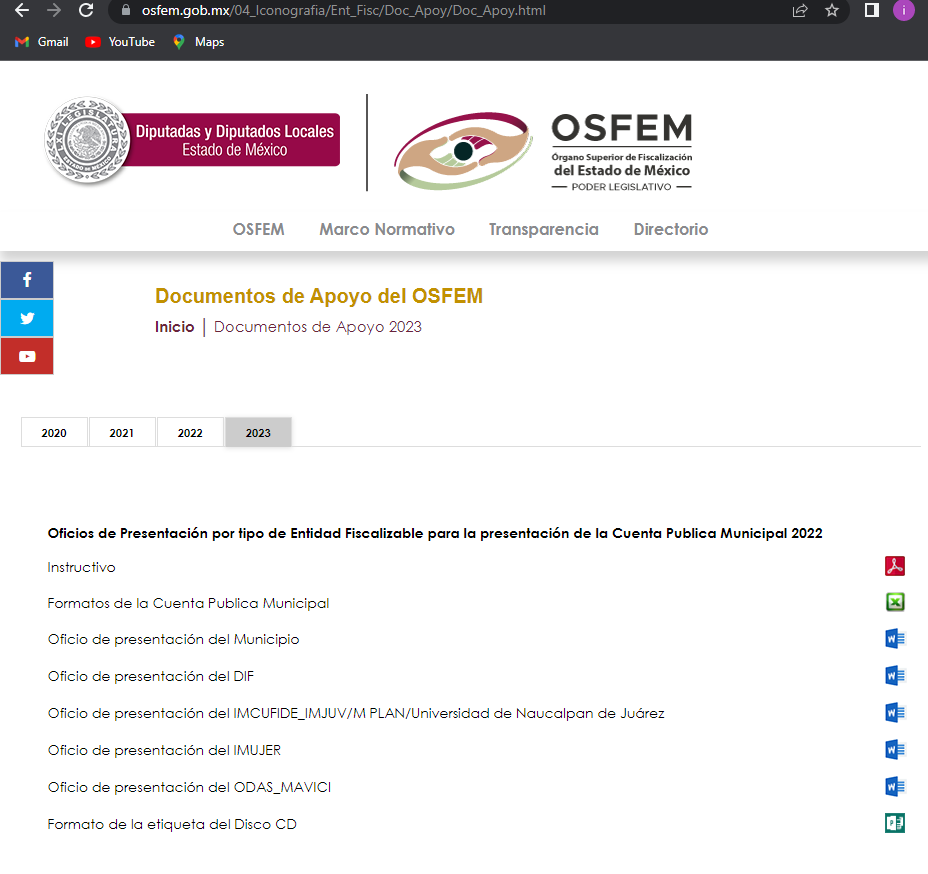 osfem.gob.mx/04_Iconografia/Ent_Fisc/Doc_Apoy/Doc_Apoy.html
i
Gmail
YouTube
Maps
LXI LEGISLATURA
ESTADO DE MÉXICO
Diputadas y Diputados Locales
Estado de México
OSFEM
Órgano Superior de Fiscalización
del Estado de México
PODER LEGISLATIVO
OSFEM
Marco Normativo
Transparencia
Directorio
Documentos de Apoyo del OSFEM
Inicio | Documentos de Apoyo 2023
2020
2021
2022
2023
Oficios de Presentación por tipo de Entidad Fiscalizable para la presentación de la Cuenta Publica Municipal 2022
Instructivo
Formatos de la Cuenta Publica Municipal
Oficio de presentación del Municipio
Oficio de presentación del DIF
Oficio de presentación del IMCUFIDE_IMJUV/M PLAN/Universidad de Naucalpan de Juárez
Oficio de presentación del IMUJER
Oficio de presentación del ODAS_MAVICI
Formato de la etiqueta del Disco CD